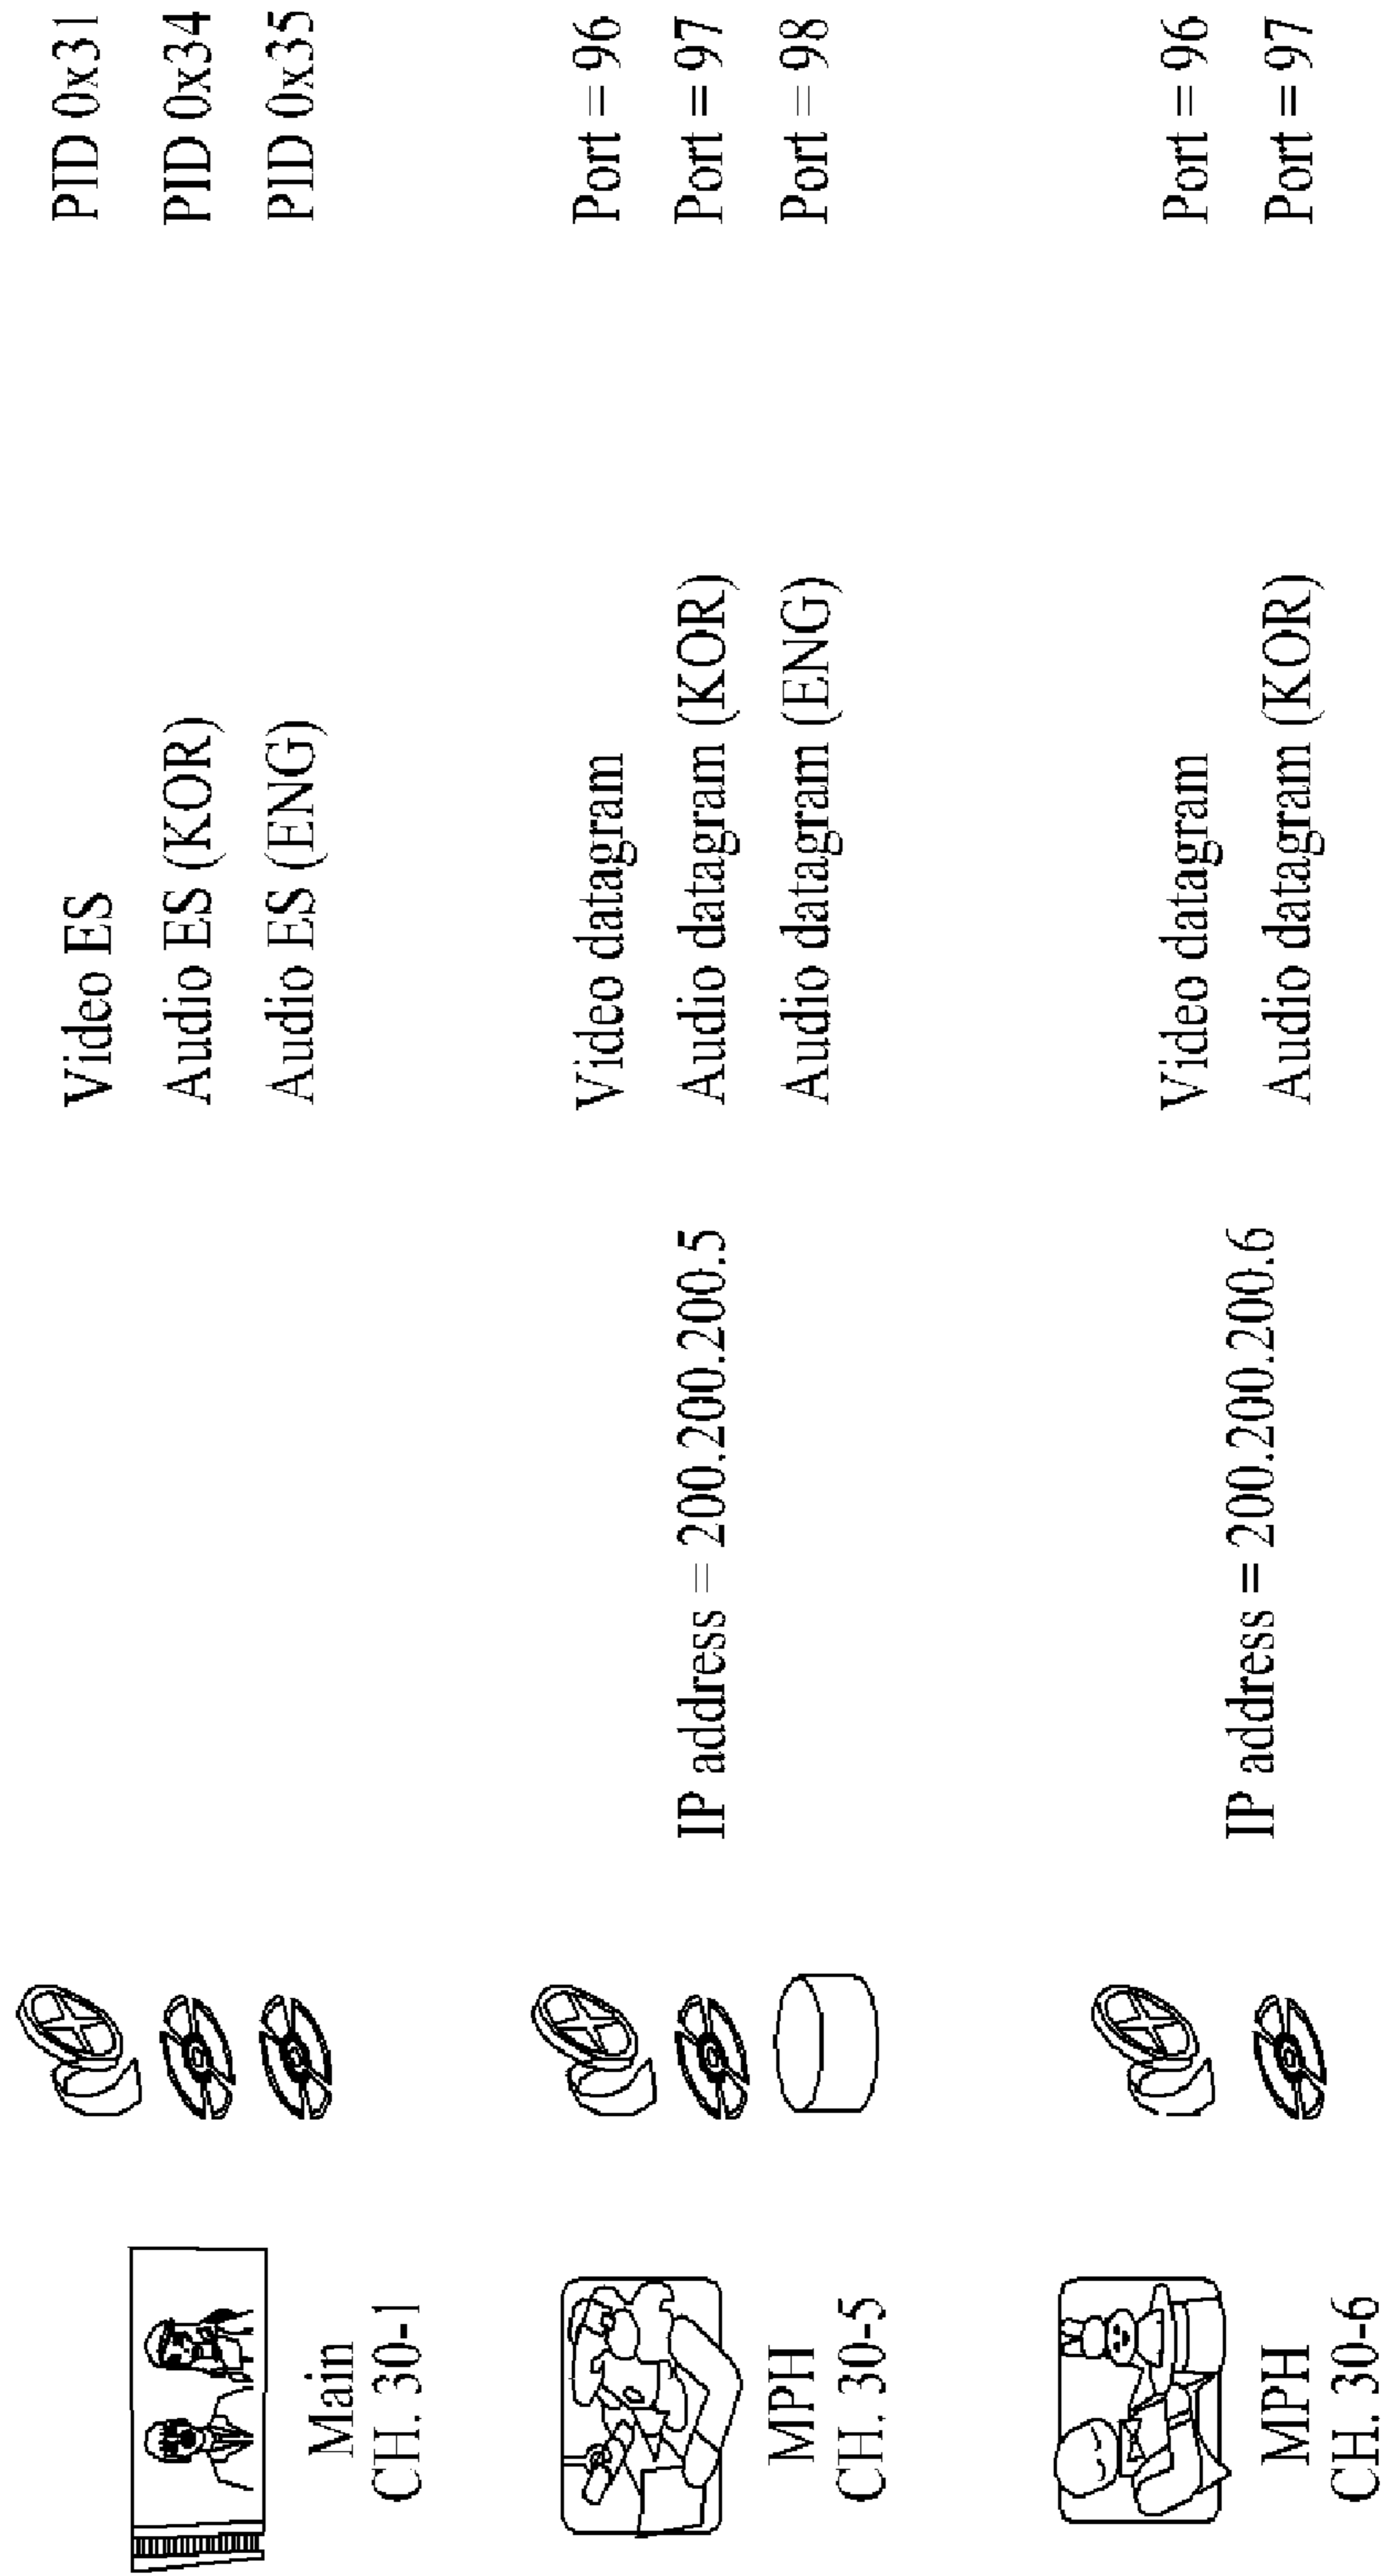 Main
CH. 30-1
Video ES PID 0x31
Audio ES (KOR) PID 0x34
Audio ES (ENG) PID 0x35
MPH
CH. 30-5
IP address = 200.200.200.5
Video datagram Port = 96
Audio datagram (KOR) Port = 97
Audio datagram (ENG) Port = 98
MPH
CH. 30-6
IP address = 200.200.200.6
Video datagram Port = 96
Audio datagram (KOR) Port = 97